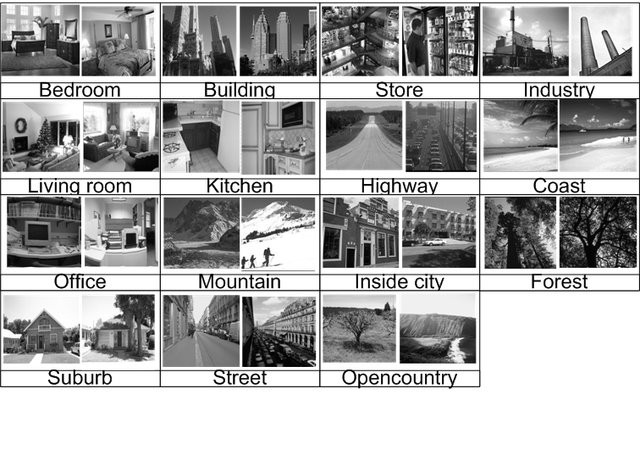 Bedroom
Building
Store
Industry
Living room
Kitchen
Highway
Coast
Office
Mountain
Inside city
Forest
Suburb
Street
Opencountry